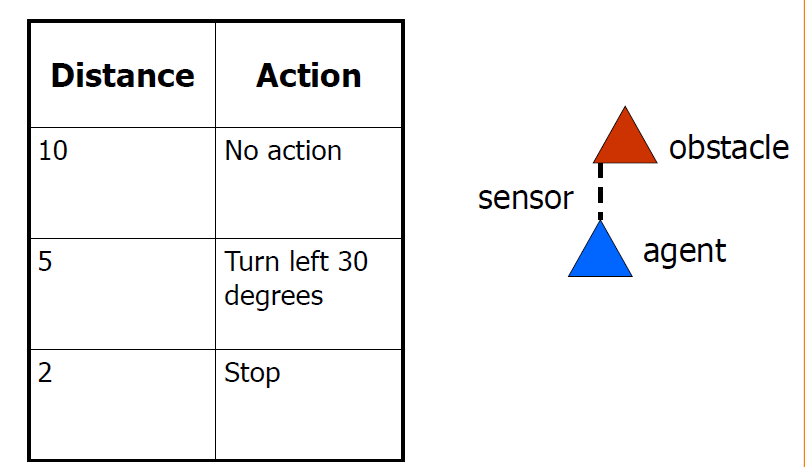 Distance
Action
10
No action
5
Turn left 30
degrees
2
Stop
obstacle
sensor
agent